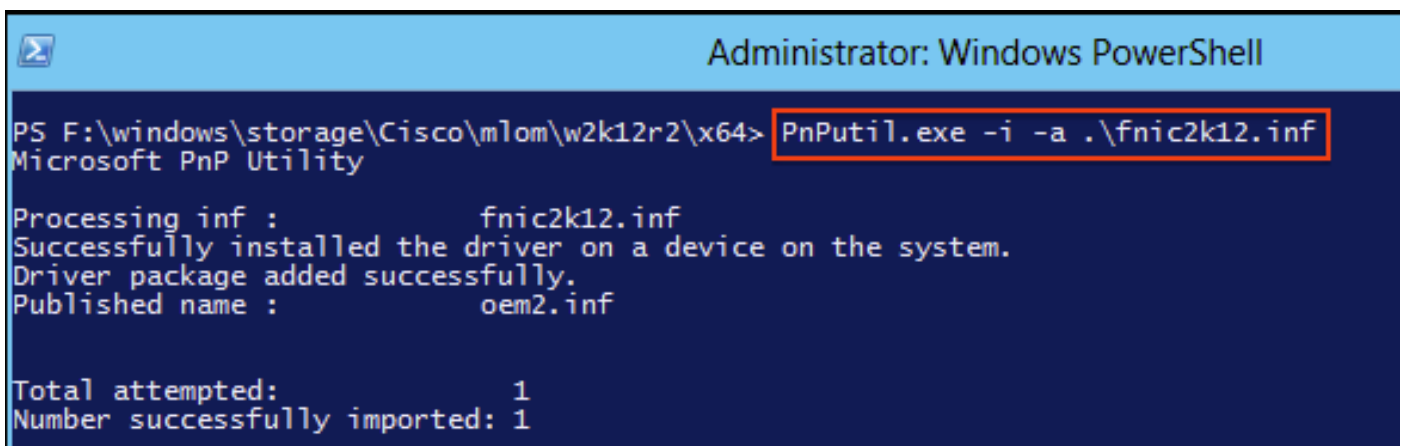 Administrator: Windows PowerShell
PS F:\windows\storage\Cisco\mlom\w2k12r2\x64> PnPutil.exe -i -a .\fnic2k12.inf
Microsoft PnP Utility
Processing inf : fnic2k12.inf
Successfully installed the driver on a device on the system.
Driver package added successfully.
Published name : oem2.inf
Total attempted: 1
Number successfully imported: 1